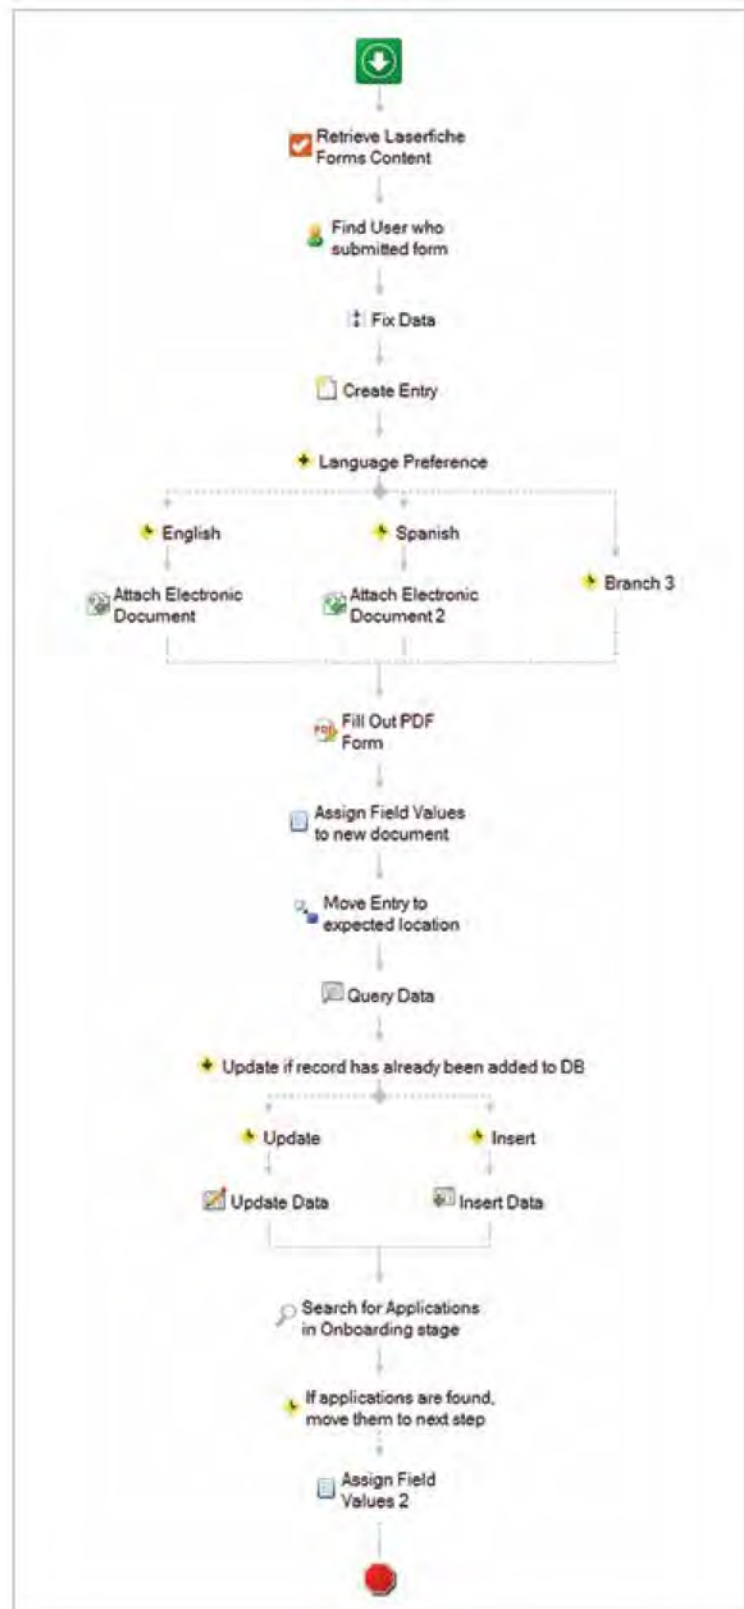 Retrieve Laserfiche
Forms Content
Find User who
submitted form
Fix Data
Create Entry
Language Preference
English
Spanish
Branch 3
Attach Electronic
Document
Attach Electronic
Document 2
Fill Out PDF
Form
Assign Field Values
to new document
Move Entry to
expected location
Query Data
Update if record has already been added to DB
Update
Insert
Update Data
Insert Data
Search for Applications
in Onboarding stage
If applications are found,
move them to next step
Assign Field
Values 2